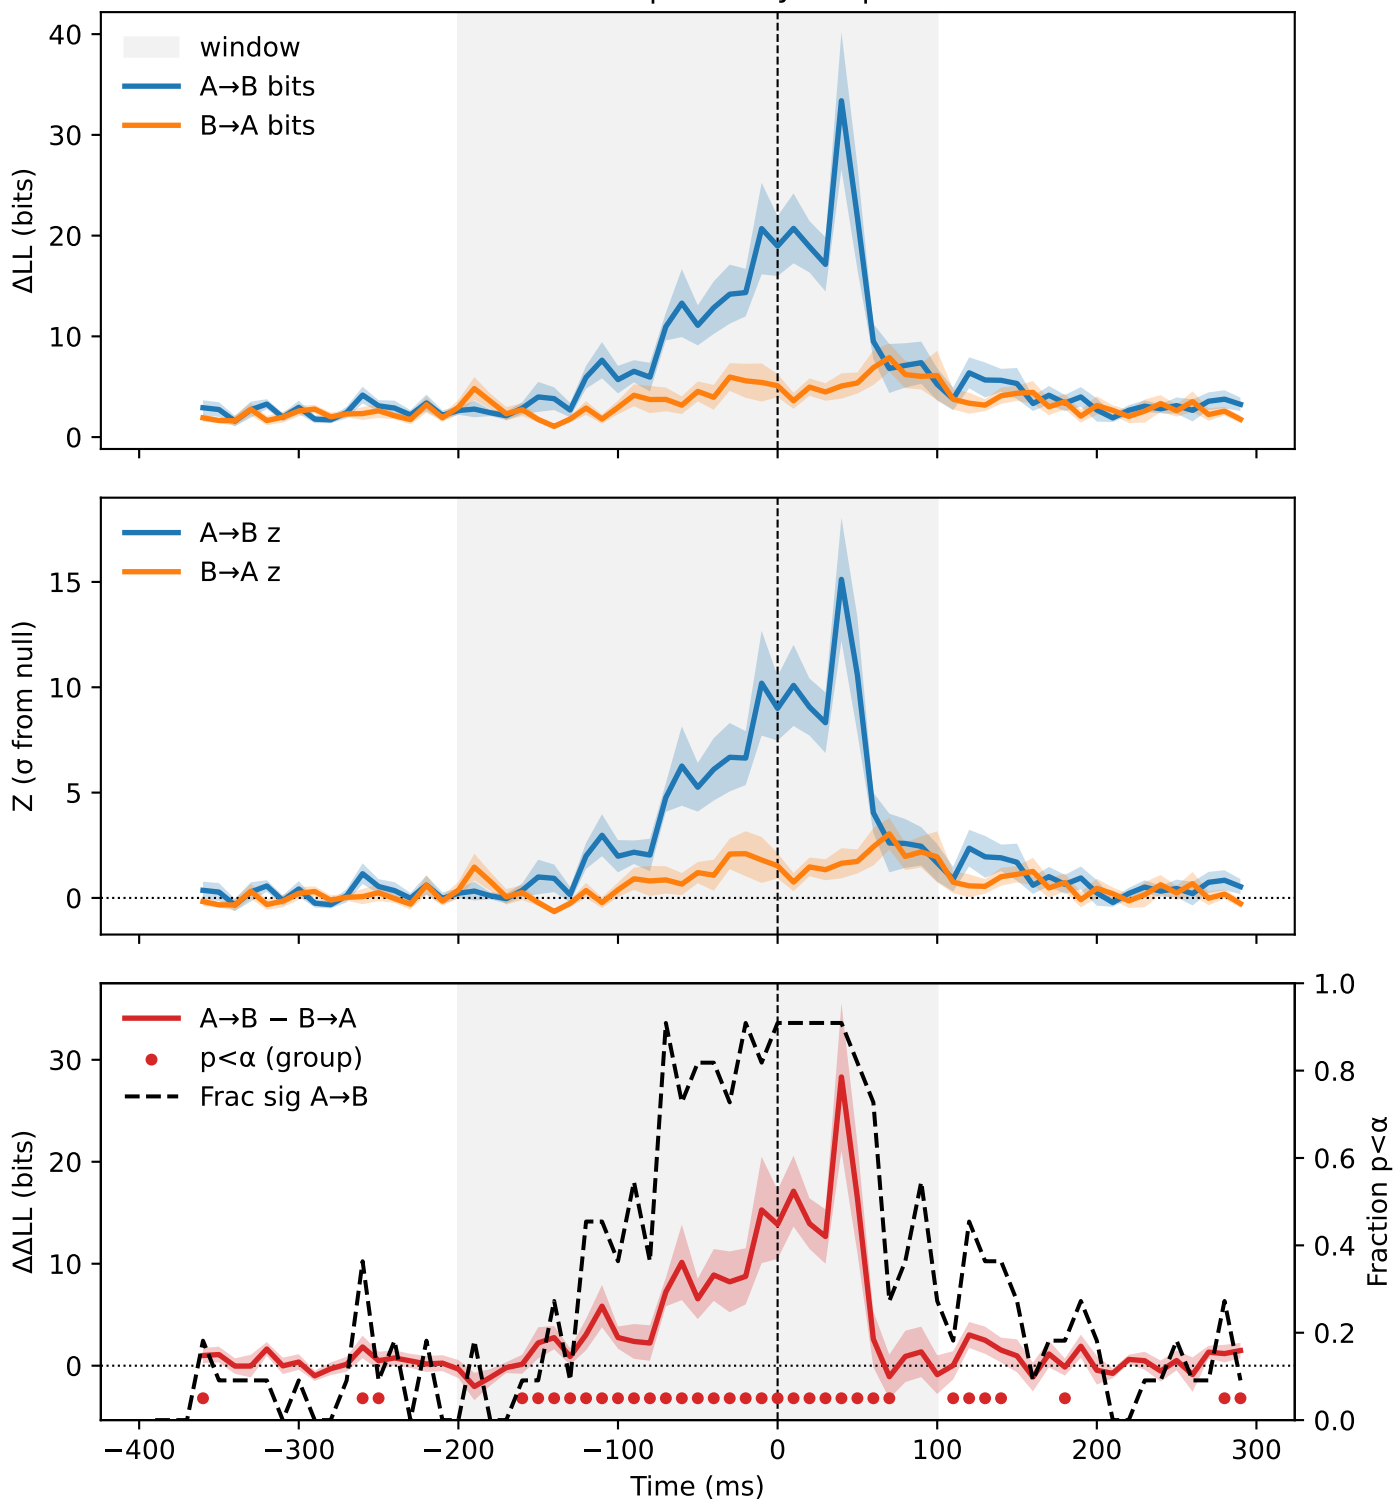 40
30
20
10
0
ΔLL (bits)
window
A→B bits
B→A bits
15
10
5
0
Z (σ from null)
A→B z
B→A z
30
20
10
0
ΔΔLL (bits)
A→B − B→A
p<α (group)
Frac sig A→B
1.0
0.8
0.6
0.4
0.2
0.0
Fraction p<α
−400 −300 −200 −100 0 100 200 300
Time (ms)